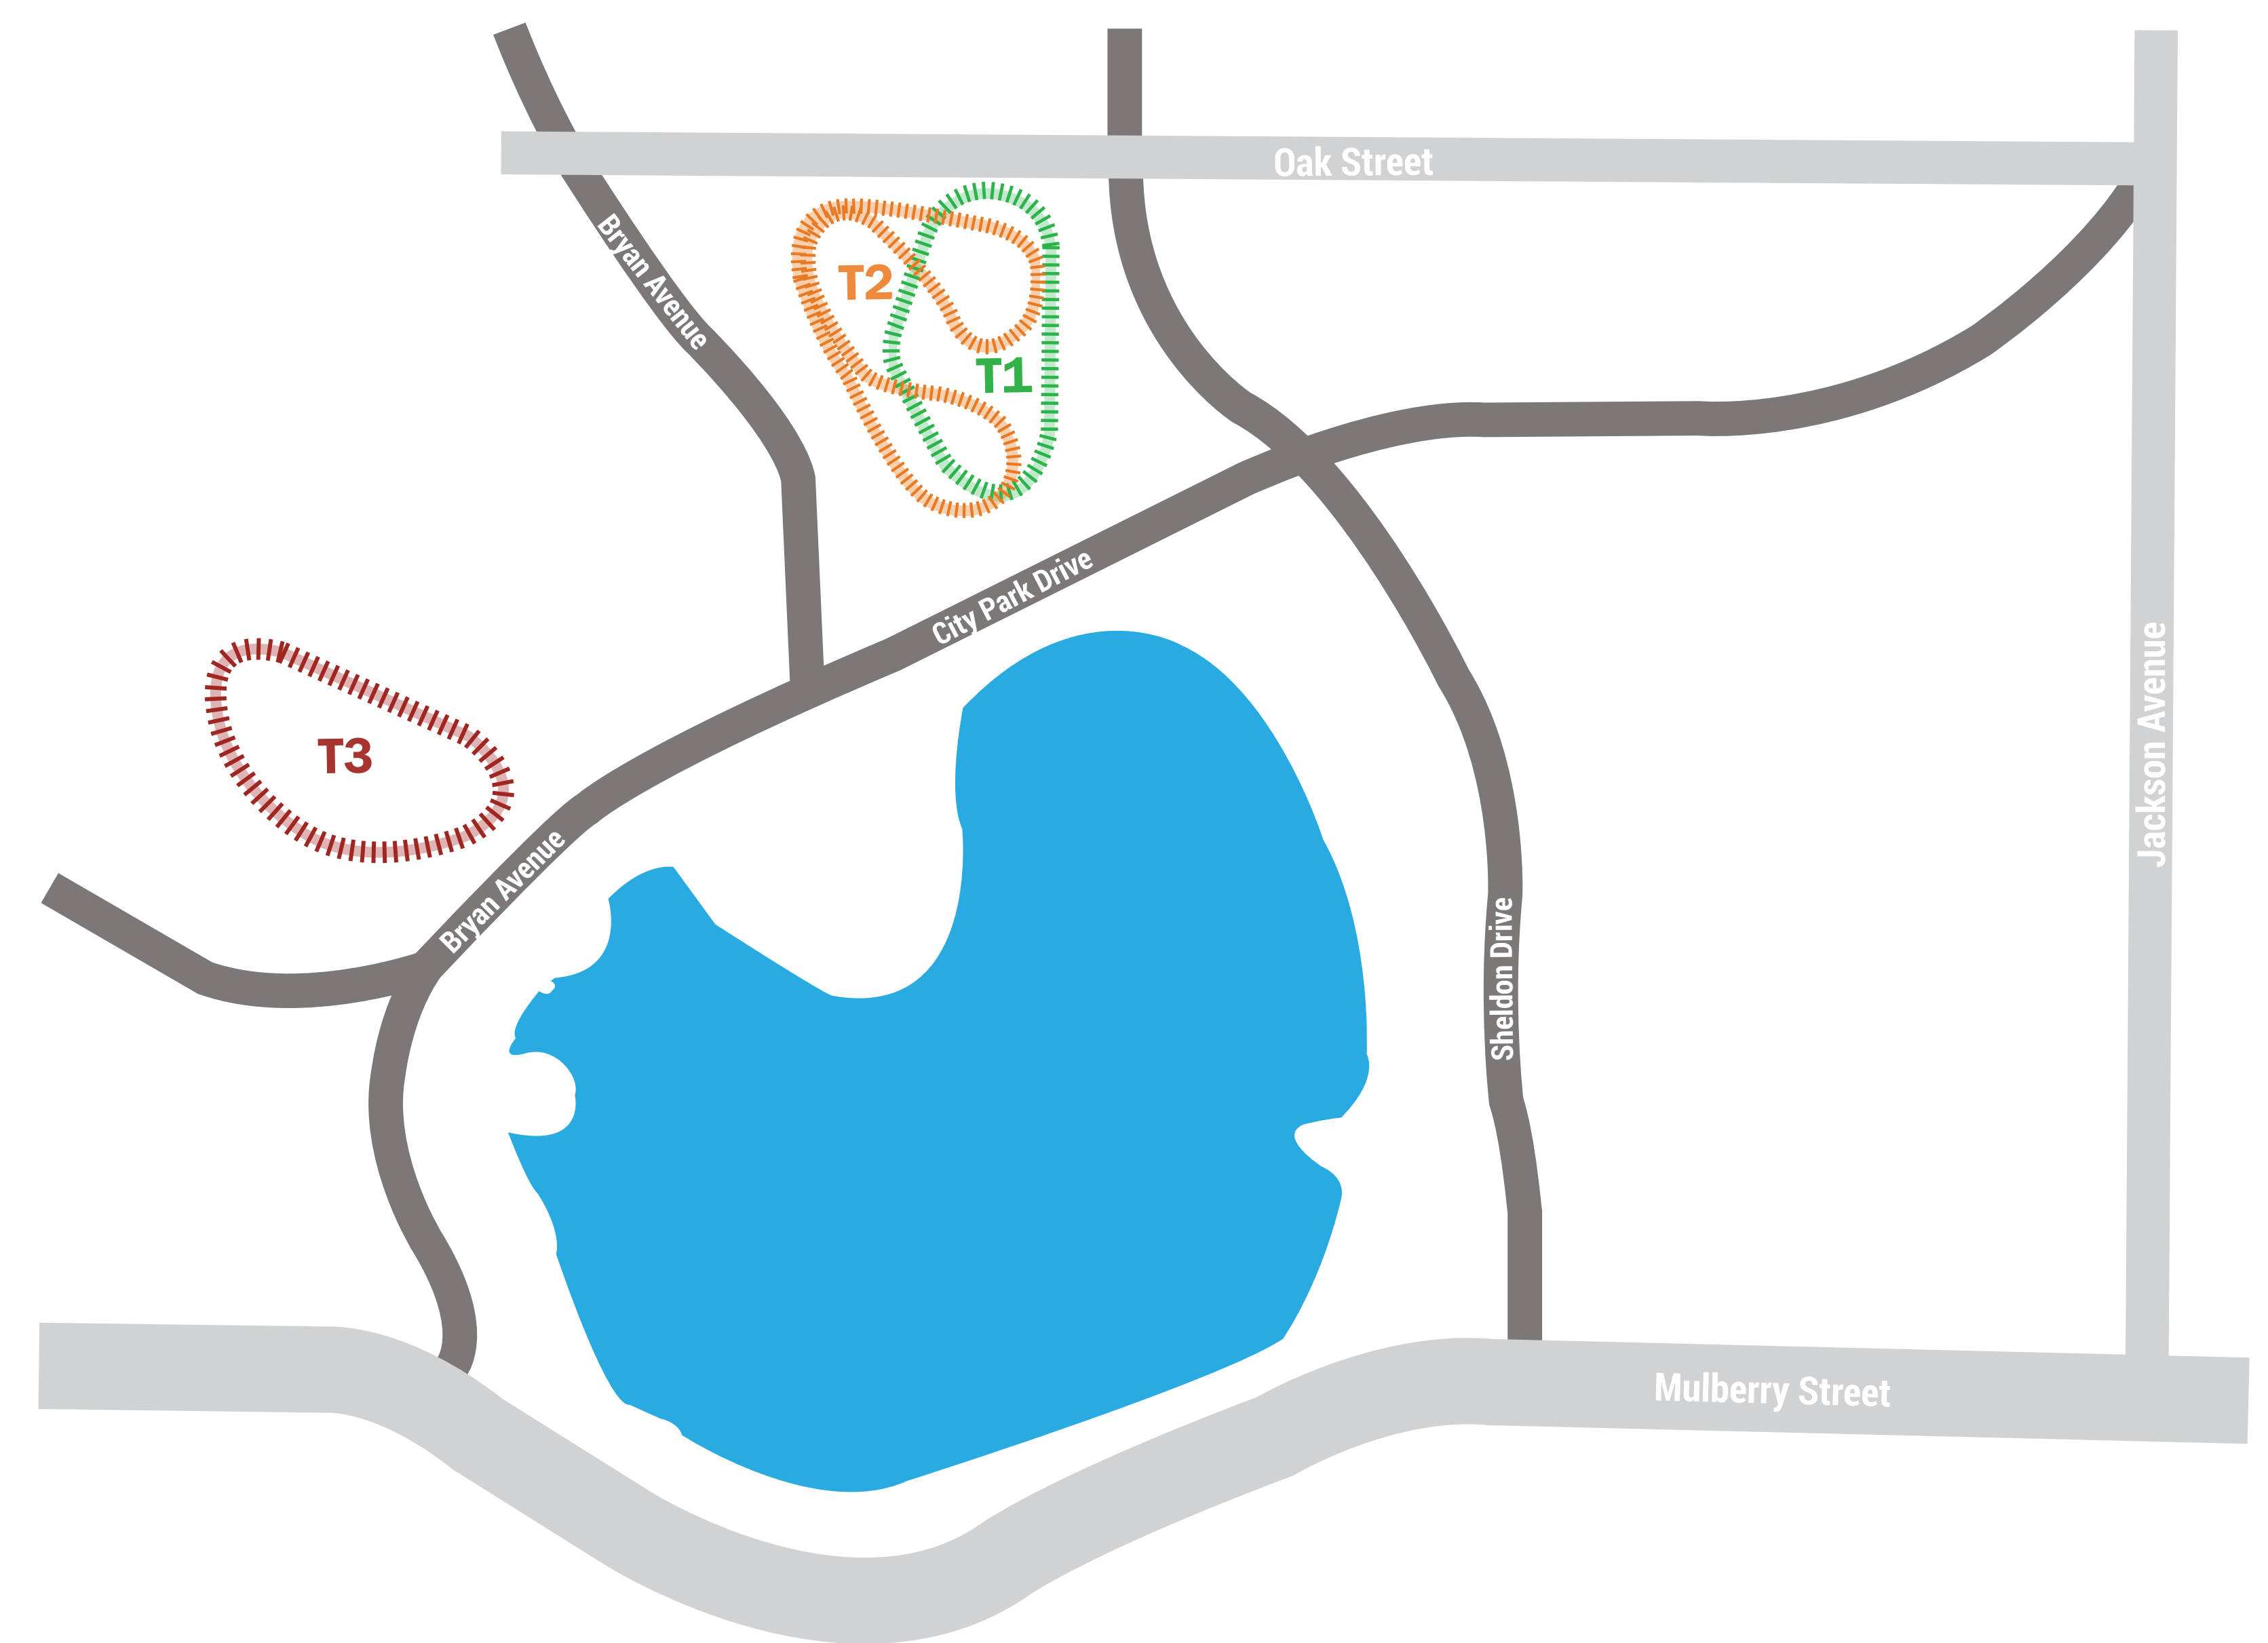 Oak Street
Bryan Avenue
T2
T1
City Park Drive
Jackson Avenue
T3
Bryan Avenue
Sheldon Drive
Mulberry Street